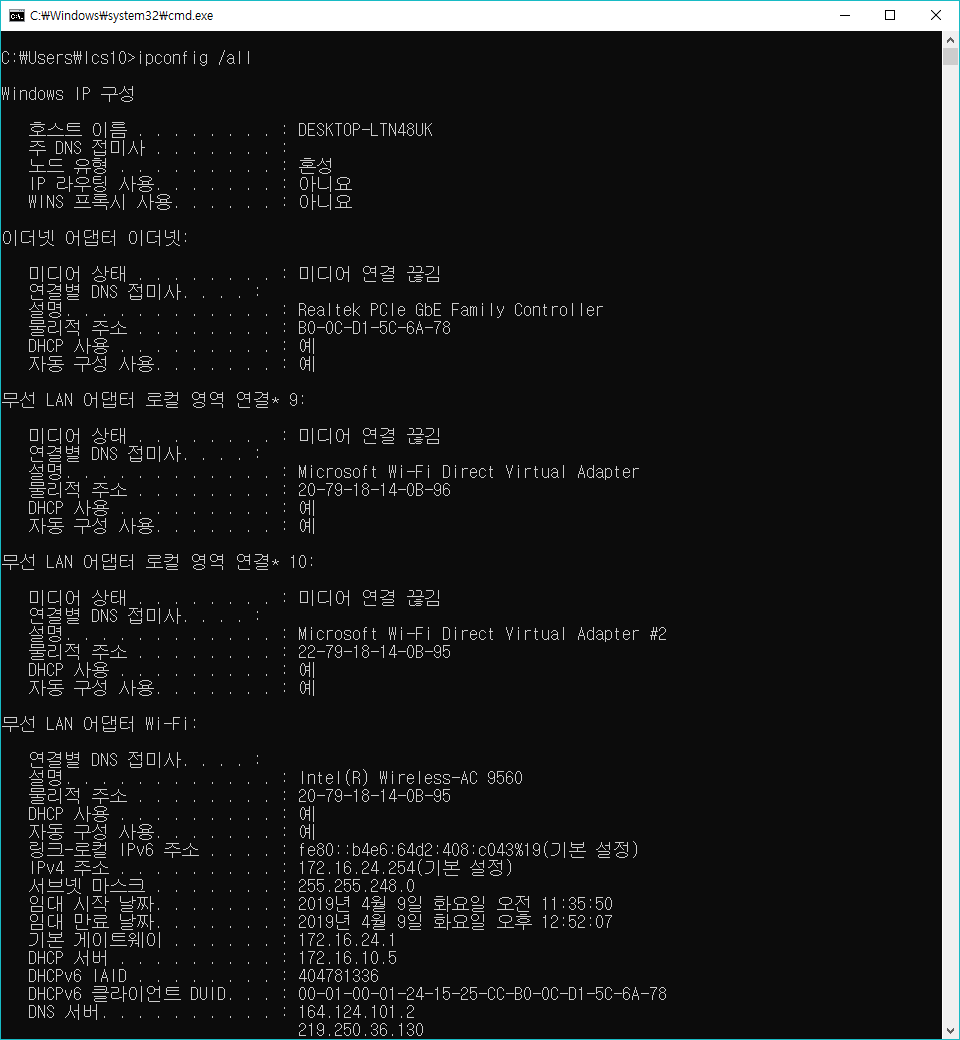 C:\Windows\system32\cmd.exe
C:\Users\lcs10>ipconfig /all
Windows IP 구성
호스트 이름 . . . . . . . . : DESKTOP-LTN48UK
주 DNS 접미사 . . . . . . . :
노드 유형 . . . . . . . . . : 혼성
IP 라우팅 사용. . . . . . . : 아니요
WINS 프록시 사용. . . . . . : 아니요
이더넷 어댑터 이더넷:
미디어 상태 . . . . . . . . : 미디어 연결 끊김
연결별 DNS 접미사. . . . :
설명. . . . . . . . . . . . : Realtek PCIe GbE Family Controller
물리적 주소 . . . . . . . . : B0-0C-D1-5C-6A-78
DHCP 사용 . . . . . . . . . : 예
자동 구성 사용. . . . . . . : 예
무선 LAN 어댑터 로컬 영역 연결* 9:
미디어 상태 . . . . . . . . : 미디어 연결 끊김
연결별 DNS 접미사. . . . :
설명. . . . . . . . . . . . : Microsoft Wi-Fi Direct Virtual Adapter
물리적 주소 . . . . . . . . : 20-79-18-14-0B-96
DHCP 사용 . . . . . . . . . : 예
자동 구성 사용. . . . . . . : 예
무선 LAN 어댑터 로컬 영역 연결* 10:
미디어 상태 . . . . . . . . : 미디어 연결 끊김
연결별 DNS 접미사. . . . :
설명. . . . . . . . . . . . : Microsoft Wi-Fi Direct Virtual Adapter #2
물리적 주소 . . . . . . . . : 22-79-18-14-0B-95
DHCP 사용 . . . . . . . . . : 예
자동 구성 사용. . . . . . . : 예
무선 LAN 어댑터 Wi-Fi:
연결별 DNS 접미사. . . . :
설명. . . . . . . . . . . . : Intel(R) Wireless-AC 9560
물리적 주소 . . . . . . . . : 20-79-18-14-0B-95
DHCP 사용 . . . . . . . . . : 예
자동 구성 사용. . . . . . . : 예
링크-로컬 IPv6 주소 . . . . : fe80::b4e6:64d2:408:c043%19(기본 설정)
IPv4 주소 . . . . . . . . . : 172.16.24.254(기본 설정)
서브넷 마스크 . . . . . . . : 255.255.248.0
임대 시작 날짜. . . . . . . : 2019년 4월 9일 화요일 오전 11:35:50
임대 만료 날짜. . . . . . . : 2019년 4월 9일 화요일 오후 12:52:07
기본 게이트웨이 . . . . . . : 172.16.24.1
DHCP 서버 . . . . . . . . . : 172.16.10.5
DHCPv6 IAID . . . . . . . . : 404781336
DHCPv6 클라이언트 DUID. . . : 00-01-00-01-24-15-25-CC-B0-0C-D1-5C-6A-78
DNS 서버. . . . . . . . . . : 164.124.101.2
219.250.36.130